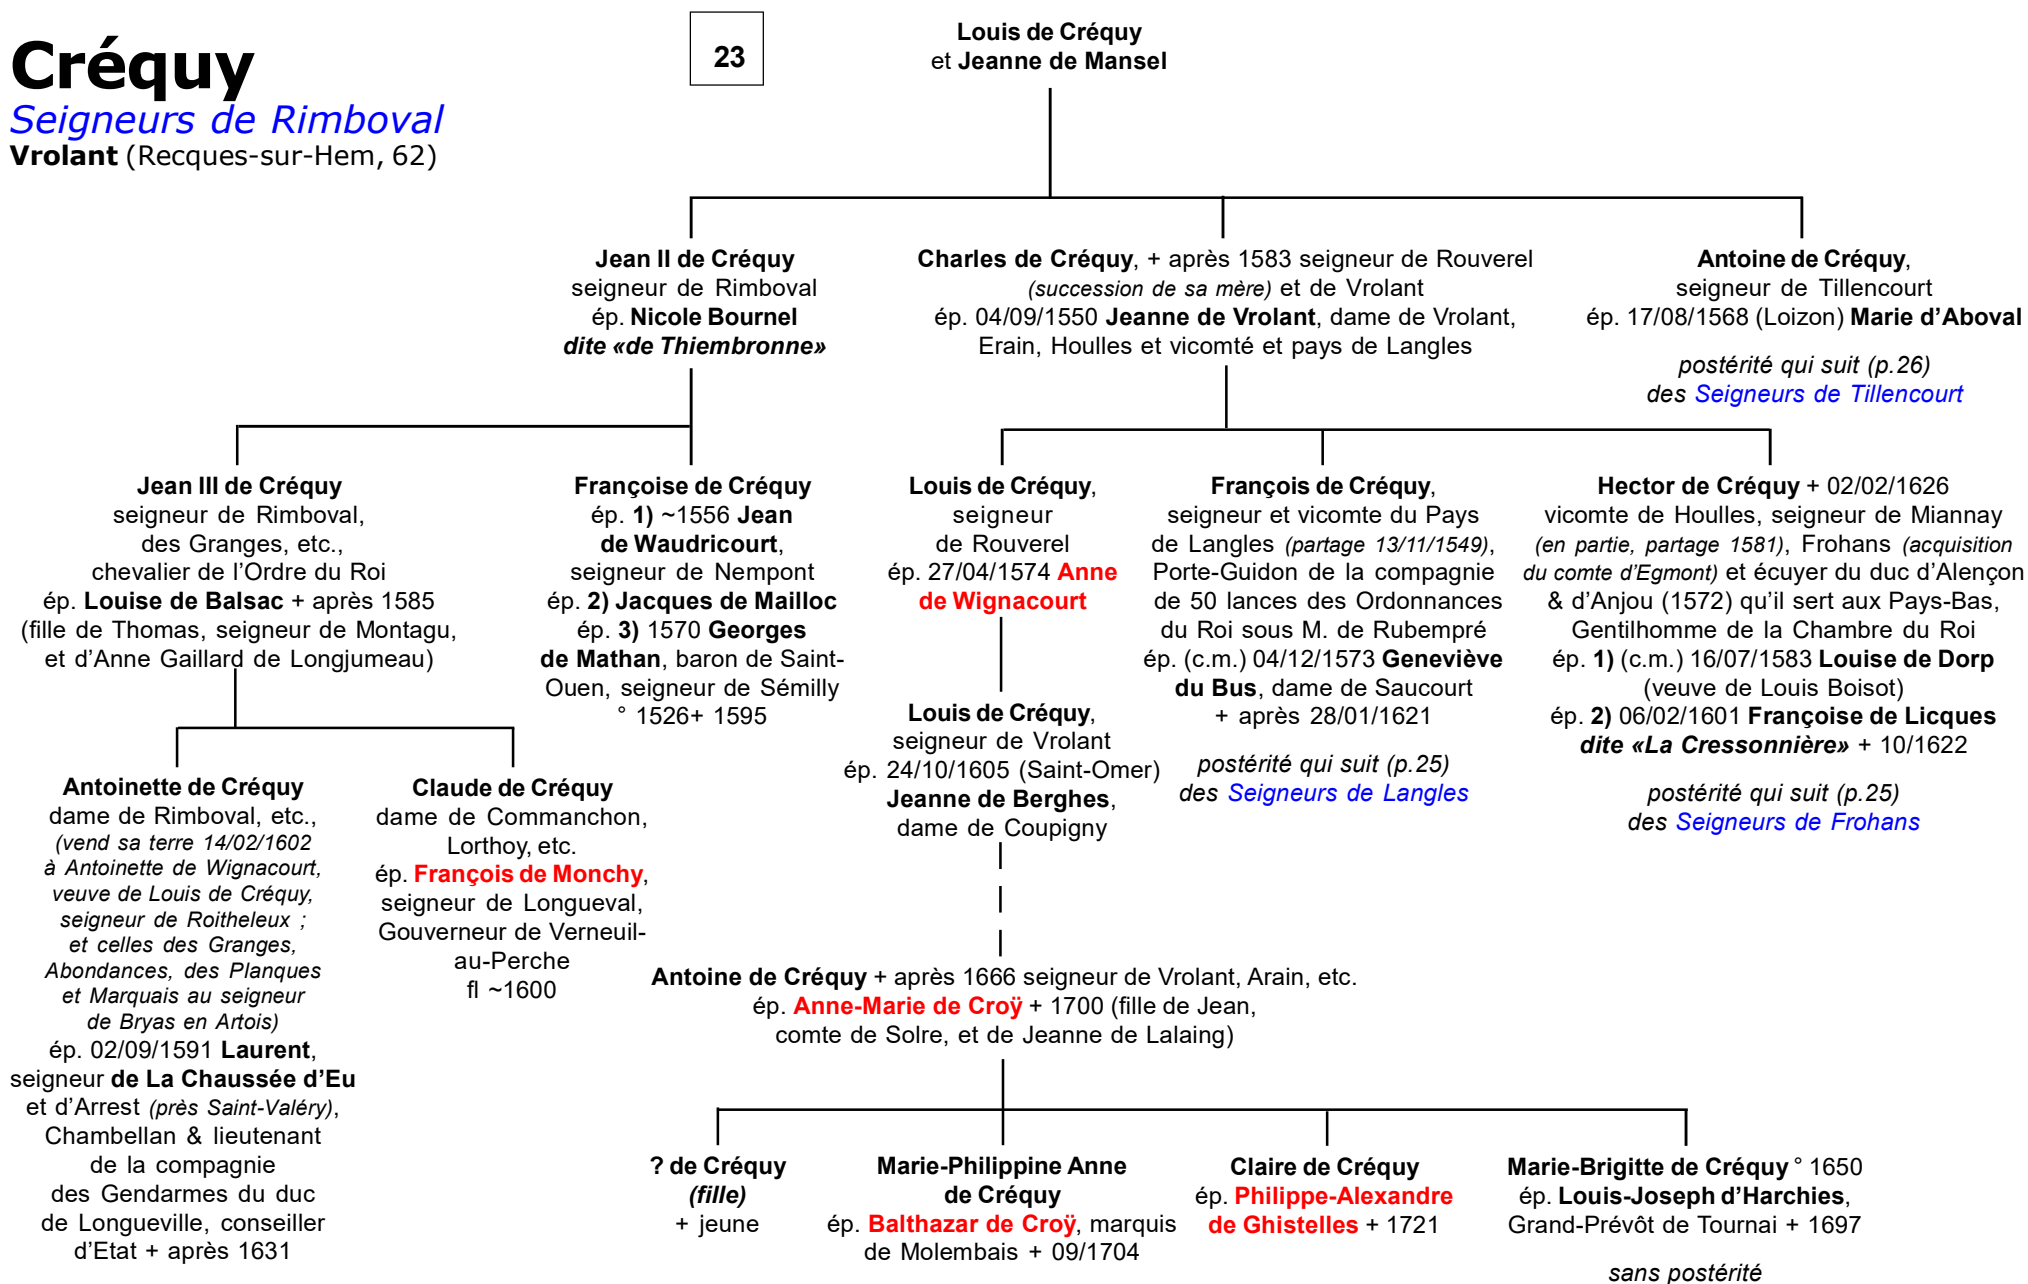 Créquy
Seigneurs de Rimboval
Vrolant (Recques-sur-Hem, 62)
23
Louis de Créquy
et Jeanne de Mansel
Jean II de Créquy
seigneur de Rimboval
ép. Nicole Bournel
dite «de Thiembronne»
Charles de Créquy, + après 1583 seigneur de Rouverel
(succession de sa mère) et de Vrolant
ép. 04/09/1550 Jeanne de Vrolant, dame de Vrolant,
Erain, Houlles et vicomté et pays de Langles
Antoine de Créquy,
seigneur de Tillencourt
ép. 17/08/1568 (Loizon) Marie d'Aboval
postérité qui suit (p.26)
des Seigneurs de Tillencourt
Jean III de Créquy
seigneur de Rimboval,
des Granges, etc.,
chevalier de l'Ordre du Roi
ép. Louise de Balsac + après 1585
(fille de Thomas, seigneur de Montagu,
et d'Anne Gaillard de Longjumeau)
Françoise de Créquy
ép. 1) ~1556 Jean
de Waudricourt,
seigneur de Nempont
ép. 2) Jacques de Mailloc
ép. 3) 1570 Georges
de Mathan, baron de Saint-
Ouen, seigneur de Sémilly
° 1526+ 1595
Louis de Créquy,
seigneur
de Rouverel
ép. 27/04/1574 Anne
de Wignacourt
François de Créquy,
seigneur et vicomte du Pays
de Langles (partage 13/11/1549),
Porte-Guidon de la compagnie
de 50 lances des Ordonnances
du Roi sous M. de Rubempré
ép. (c.m.) 04/12/1573 Geneviève
du Bus, dame de Saucourt
+ après 28/01/1621
postérité qui suit (p.25)
des Seigneurs de Langles
Hector de Créquy + 02/02/1626
vicomte de Houlles, seigneur de Miannay
(en partie, partage 1581), Frohans (acquisition
du comte d'Egmont) et écuyer du duc d'Alençon
& d'Anjou (1572) qu'il sert aux Pays-Bas,
Gentilhomme de la Chambre du Roi
ép. 1) (c.m.) 16/07/1583 Louise de Dorp
(veuve de Louis Boisot)
ép. 2) 06/02/1601 Françoise de Licques
dite «La Cressonnière» + 10/1622
postérité qui suit (p.25)
des Seigneurs de Frohans
Louis de Créquy,
seigneur de Vrolant
ép. 24/10/1605 (Saint-Omer)
Jeanne de Berghes,
dame de Coupigny
Antoinette de Créquy
dame de Rimboval, etc.,
(vend sa terre 14/02/1602
à Antoinette de Wignacourt,
veuve de Louis de Créquy,
seigneur de Roitheleux ;
et celles des Granges,
Abondances, des Planques
et Marquais au seigneur
de Bryas en Artois)
ép. 02/09/1591 Laurent,
seigneur de La Chaussée d'Eu
et d'Arrest (près Saint-Valéry),
Chambellan & lieutenant
de la compagnie
des Gendarmes du duc
de Longueville, conseiller
d'Etat + après 1631
Claude de Créquy
dame de Commanchon,
Lorthoy, etc.
ép. François de Monchy,
seigneur de Longueval,
Gouverneur de Verneuil-
au-Perche
fl ~1600
Antoine de Créquy + après 1666 seigneur de Vrolant, Arain, etc.
ép. Anne-Marie de Croÿ + 1700 (fille de Jean,
comte de Solre, et de Jeanne de Lalaing)
? de Créquy
(fille)
+ jeune
Marie-Philippine Anne
de Créquy
ép. Balthazar de Croÿ, marquis
de Molembais + 09/1704
Claire de Créquy
ép. Philippe-Alexandre
de Ghistelles + 1721
Marie-Brigitte de Créquy ° 1650
ép. Louis-Joseph d'Harchies,
Grand-Prévôt de Tournai + 1697
sans postérité